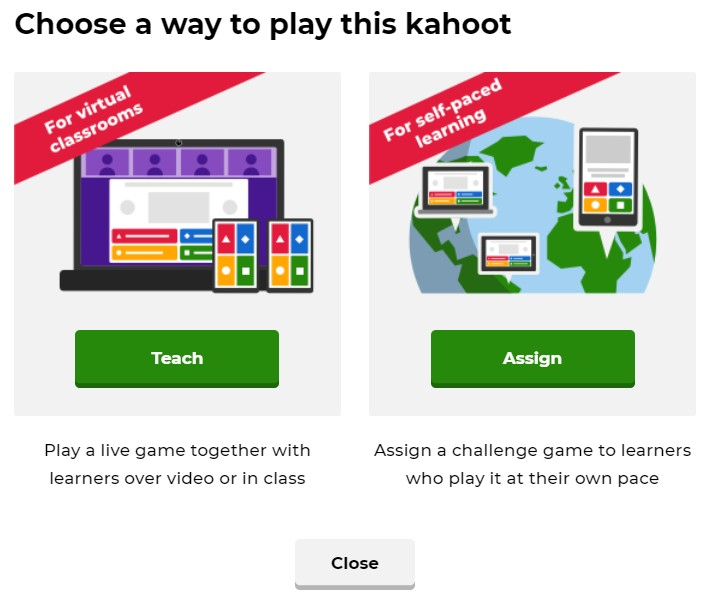 Choose a way to play this kahoot
For virtual
classrooms
Teach
Play a live game together with
learners over video or in class
For self-paced
learning
Assign
Assign a challenge game to learners
who play it at their own pace
Close